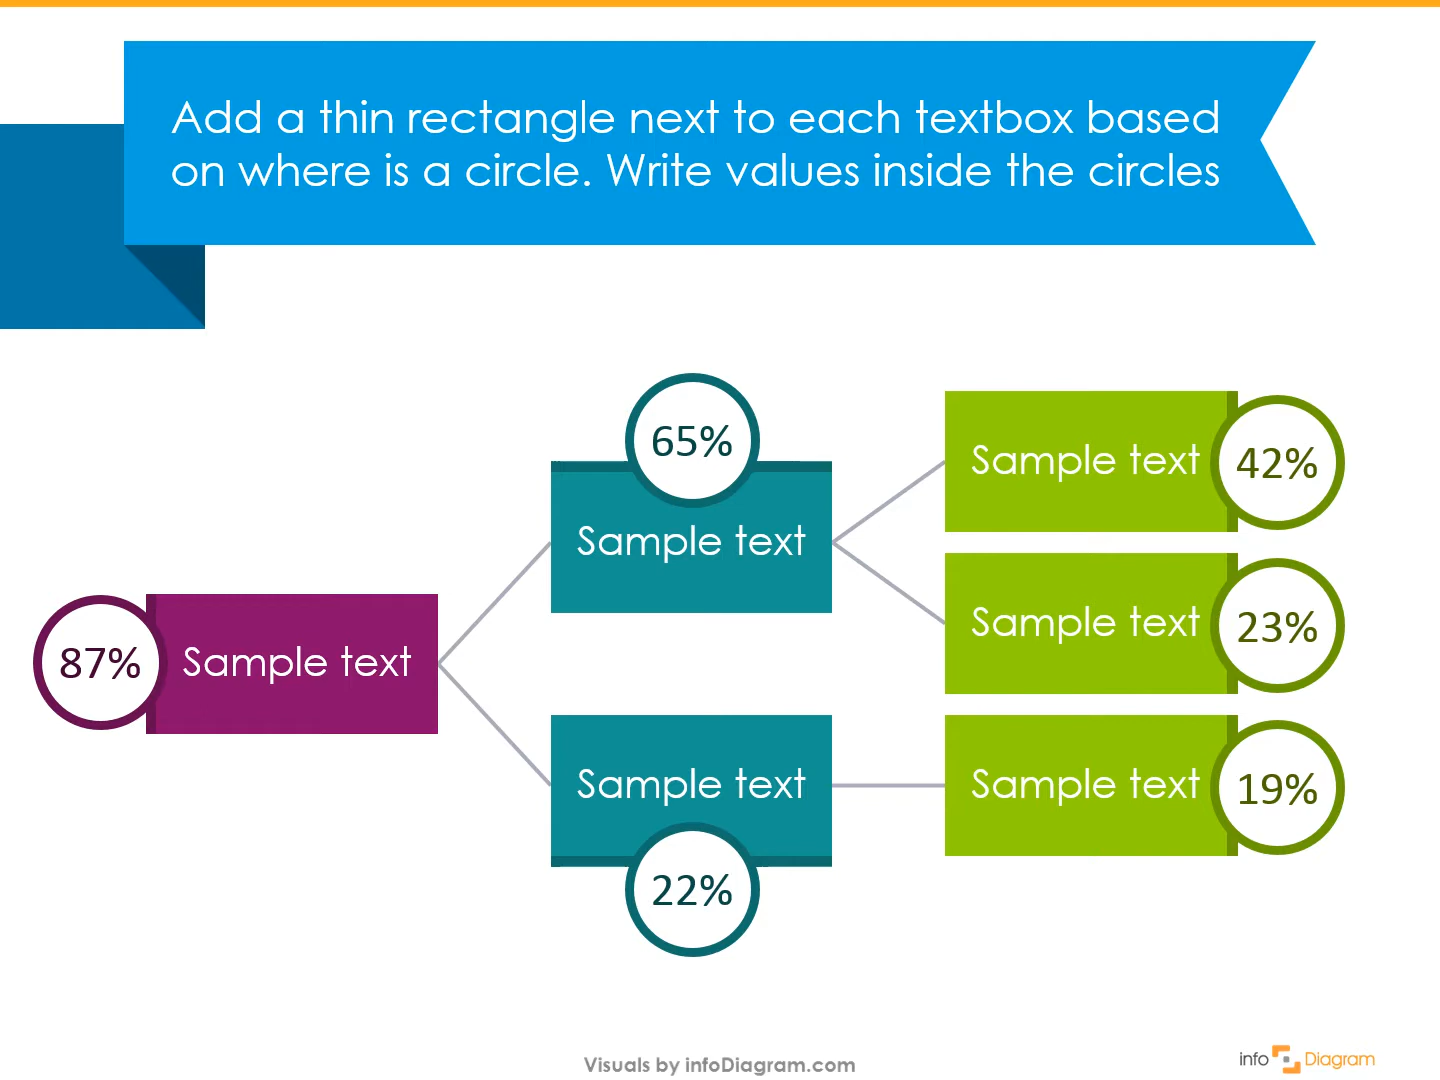 Add a thin rectangle next to each textbox based
on where is a circle. Write values inside the circles
65%
Sample text
42%
Sample text
Sample text
23%
87%
Sample text
Sample text
22%
Sample text
19%
Visuals by infoDiagram.com
info Diagram